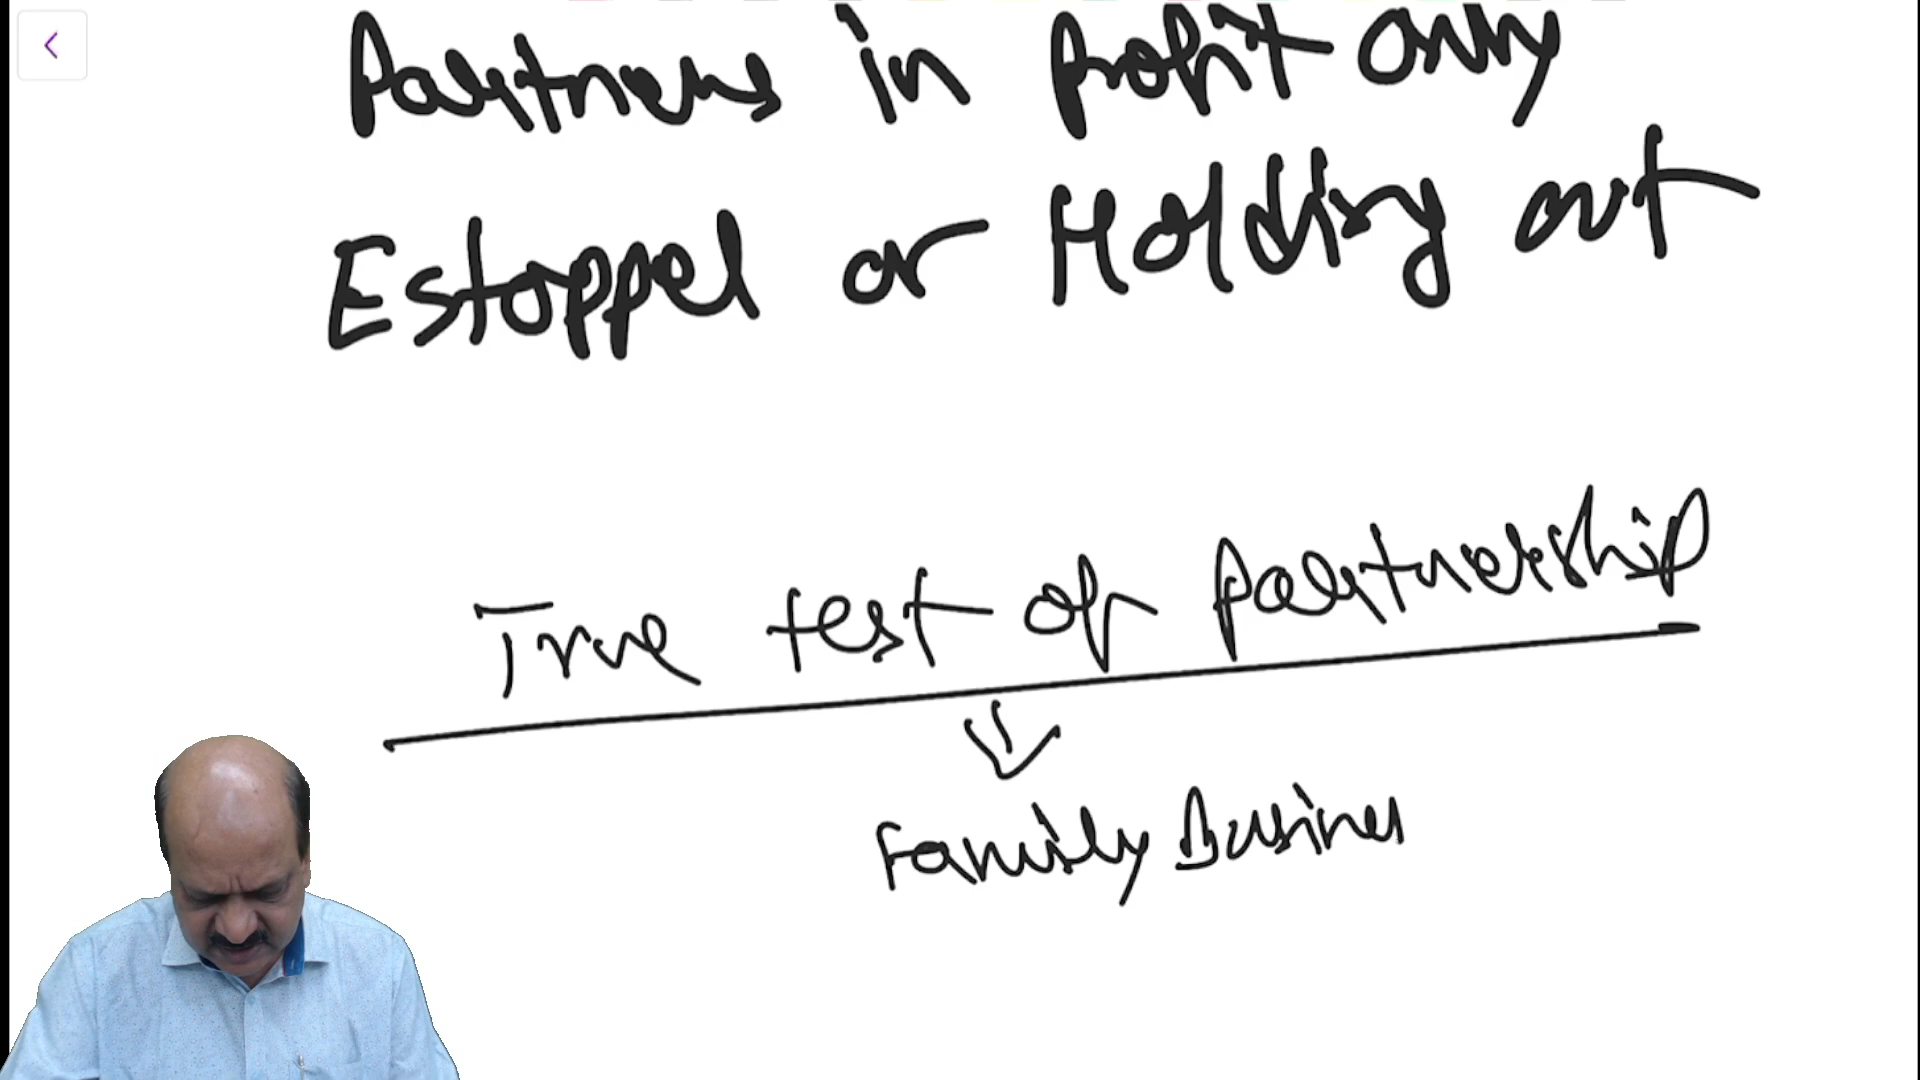 Partners in Profit only
Estoppel or Holding out
True test of Partnership
Family Busines